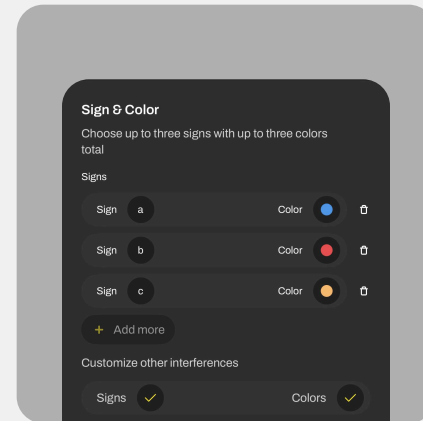 Sign & Color
Choose up to three signs with up to three colors
total
Signs
Sign a Color
Sign b Color
Sign c Color
+ Add more
Customize other interferences
Signs Colors